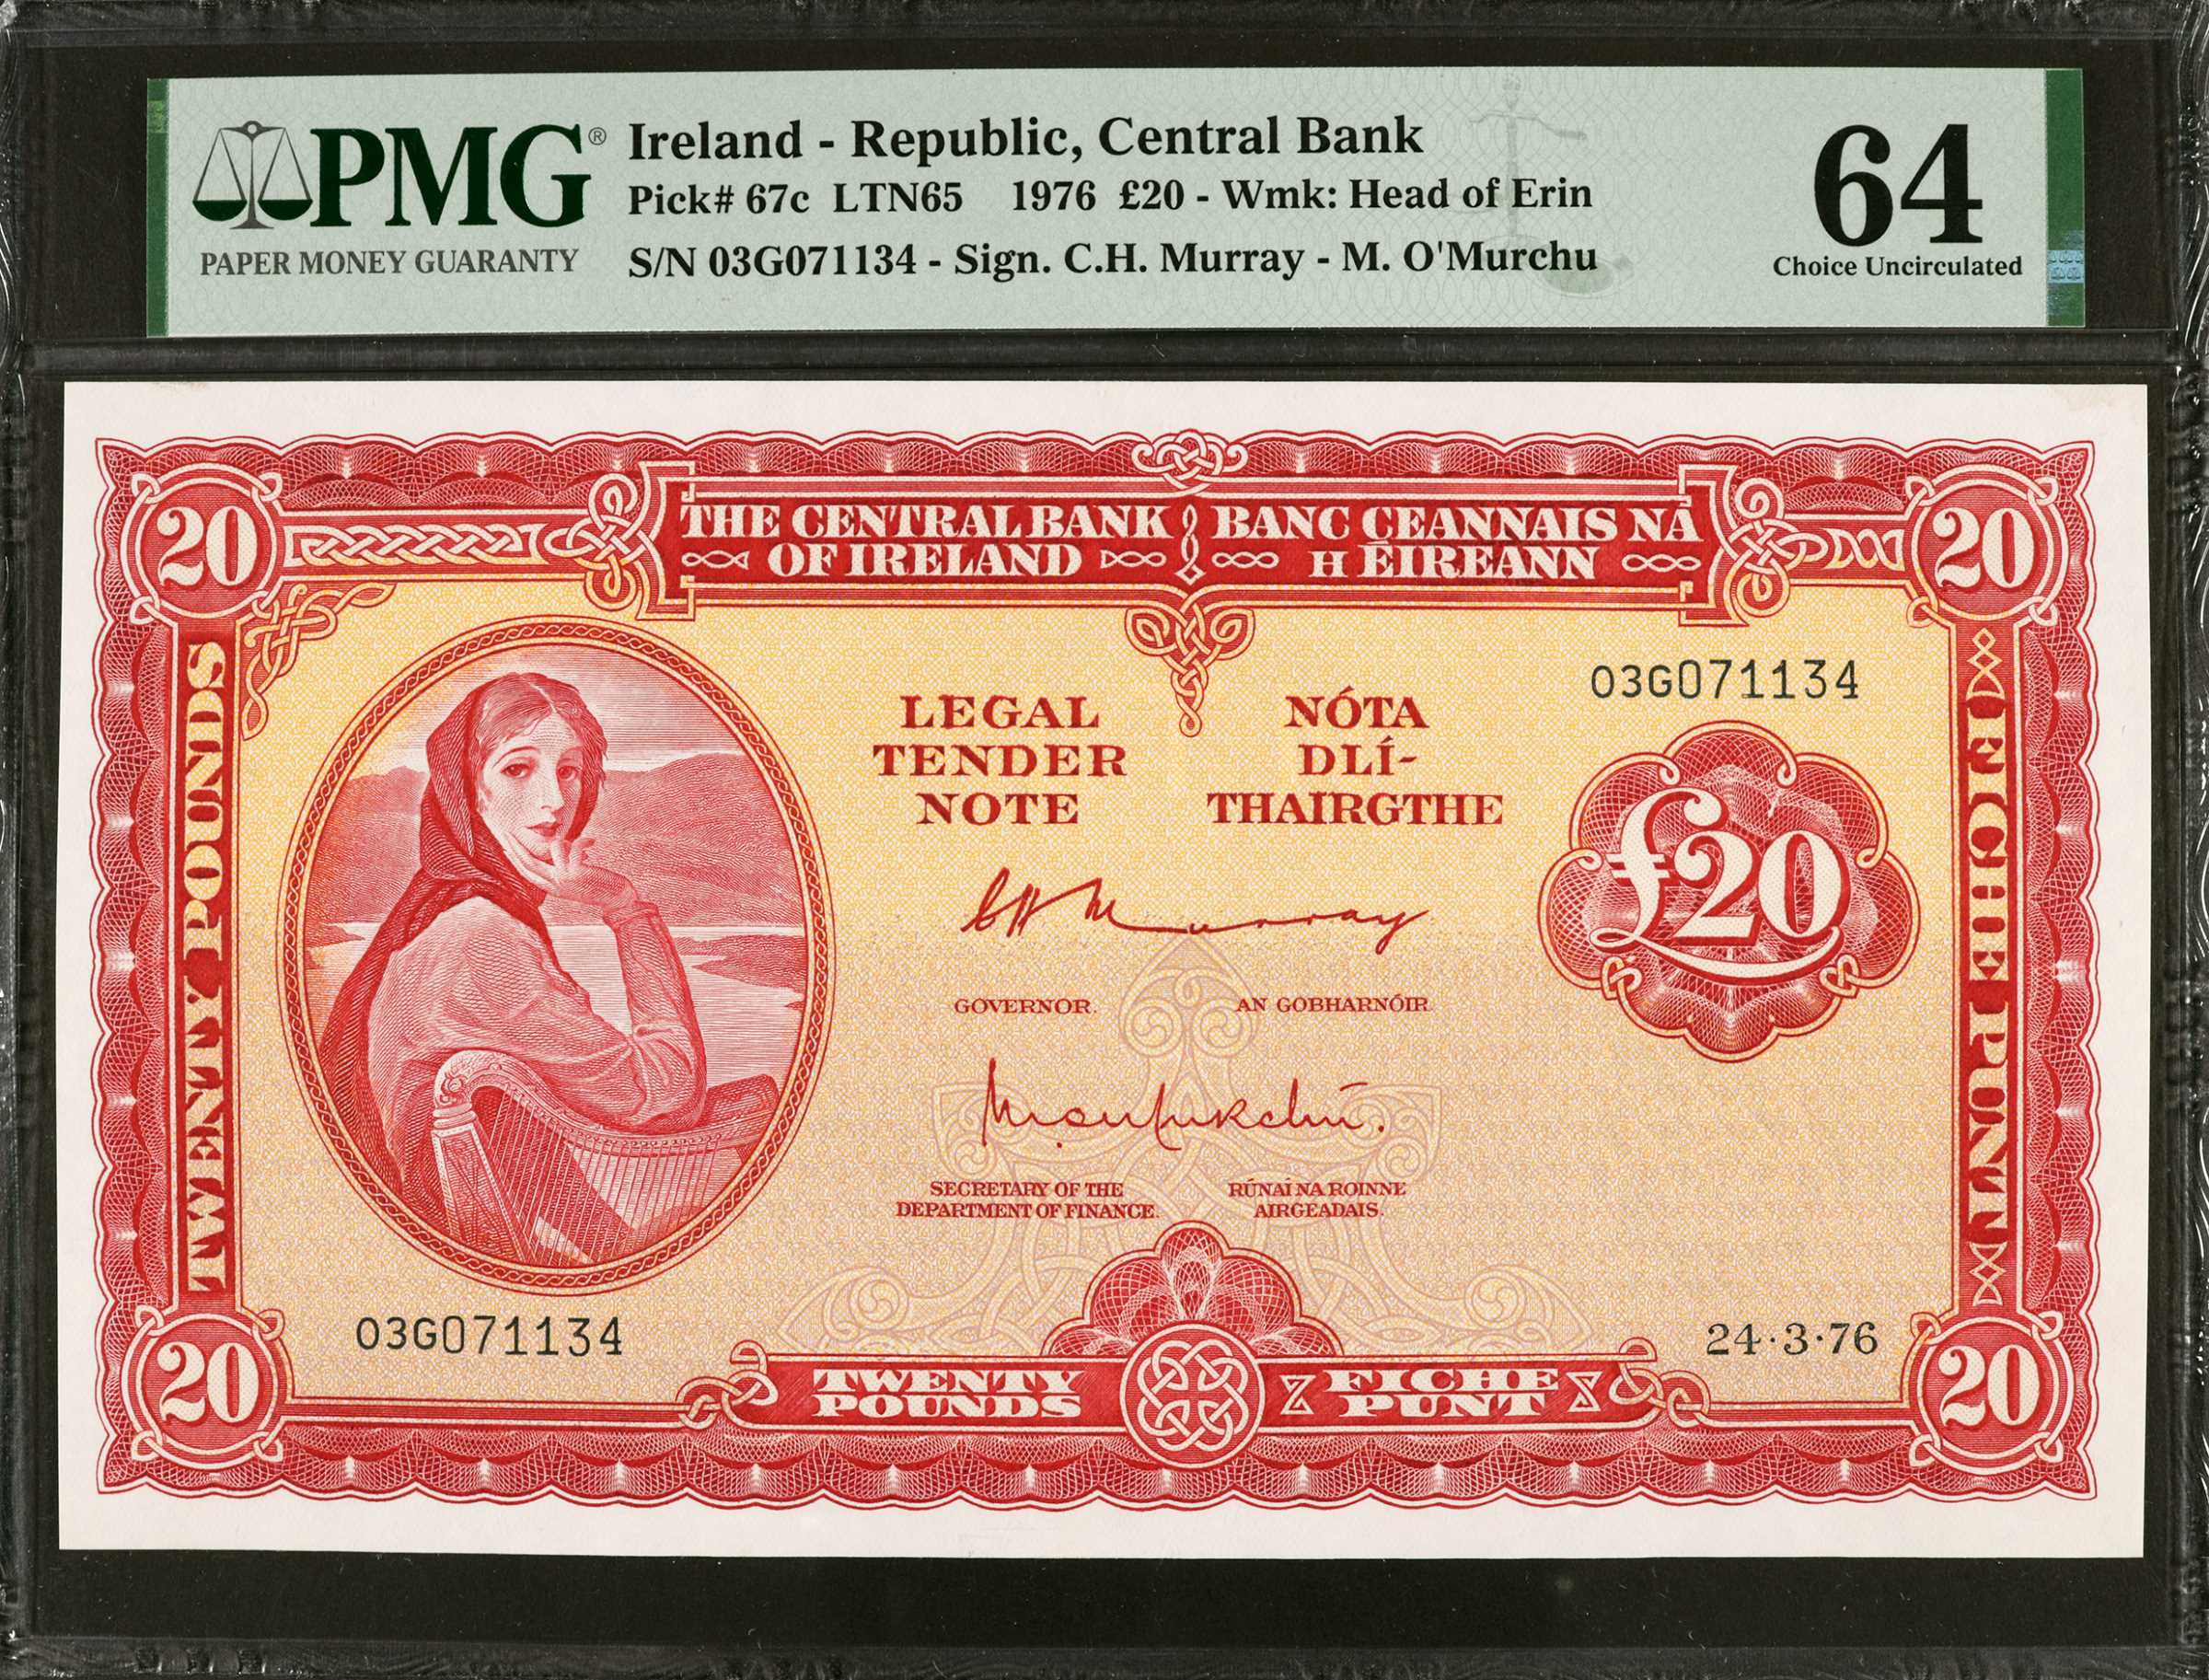 PMG®
PAPER MONEY GUARANTY
Ireland - Republic, Central Bank
Pick# 67c LTN65 1976 £20 - Wmk: Head of Erin
S/N 03G071134 - Sign. C.H. Murray - M. O'Murchu
64
Choice Uncirculated
20
THE CENTRAL BANK
OF IRELAND
BANC CEANNAIS NA
H ÉIREANN
20
TWENTY POUNDS
LEGAL
TENDER
NOTE
NÓTA
DLÍ-
THAIRGTHE
03G071134
£20
FICHE PUNT
CH Murray
GOVERNOR.
AN GOBHARNÓIR
SECRETARY OF THE
DEPARTMENT OF FINANCE.
RÚNAÍ NA ROINNE
AIRGEADAIS.
03G071134
24·3·76
20
TWENTY
POUNDS
FICHE
PUNT
20